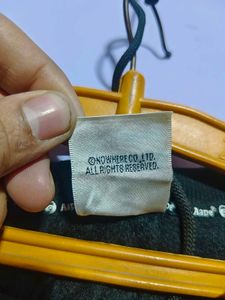 ©NOWHERE CO., LTD.
ALL RIGHTS RESERVED.